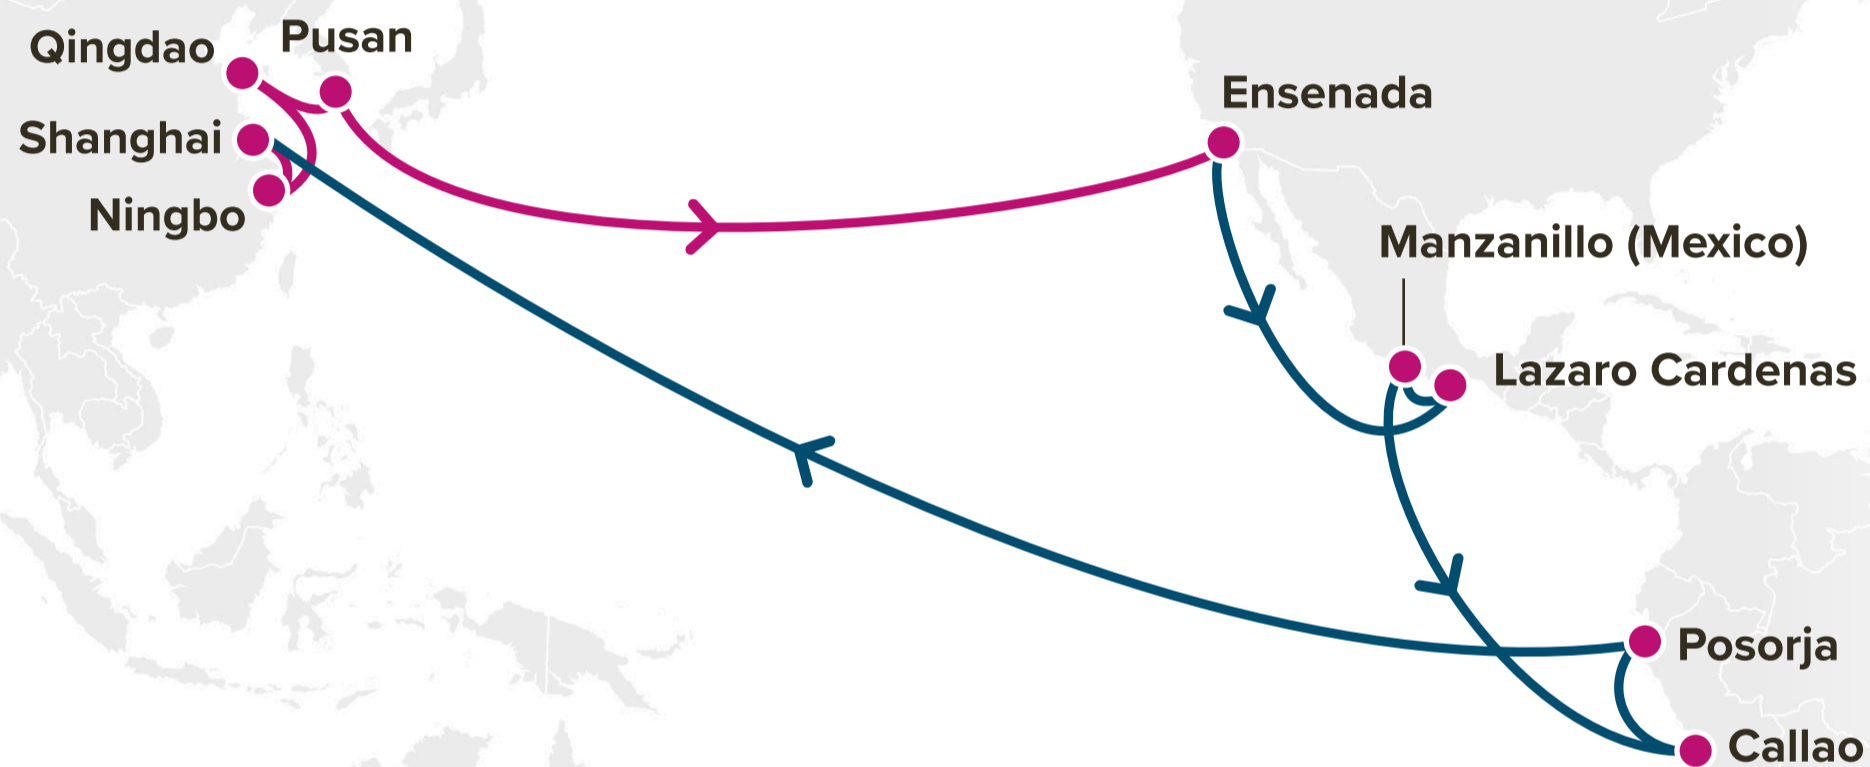 Qingdao
Pusan
Shanghai
Ningbo
Ensenada
Manzanillo (Mexico)
Lazaro Cardenas
Posorja
Callao